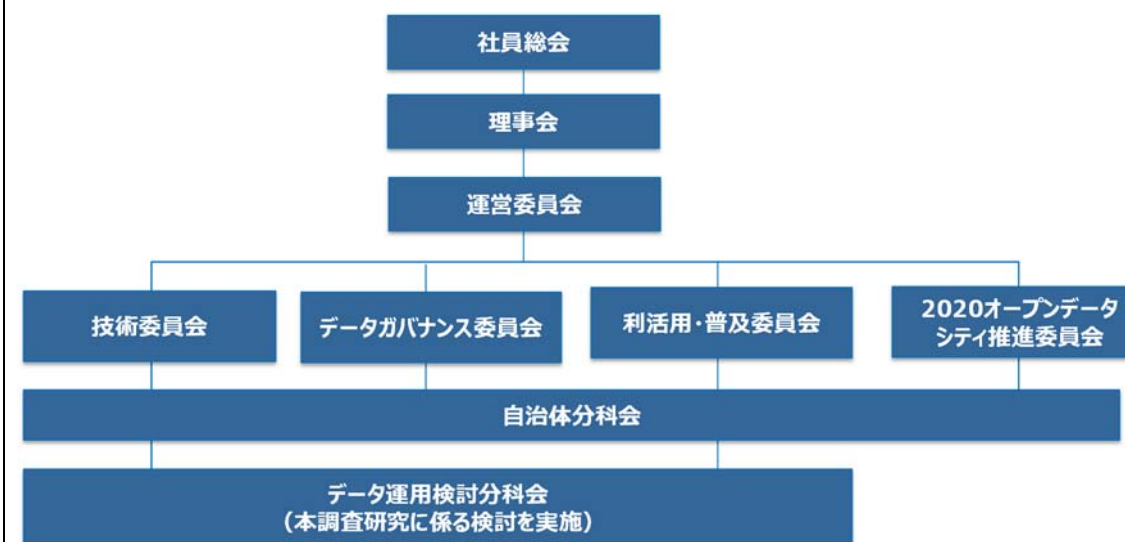 社員総会
理事会
運営委員会
技術委員会
データガバナンス委員会
利活用・普及委員会
2020オープンデータ
シティ推進委員会
自治体分科会
データ運用検討分科会
(本調査研究に係る検討を実施)